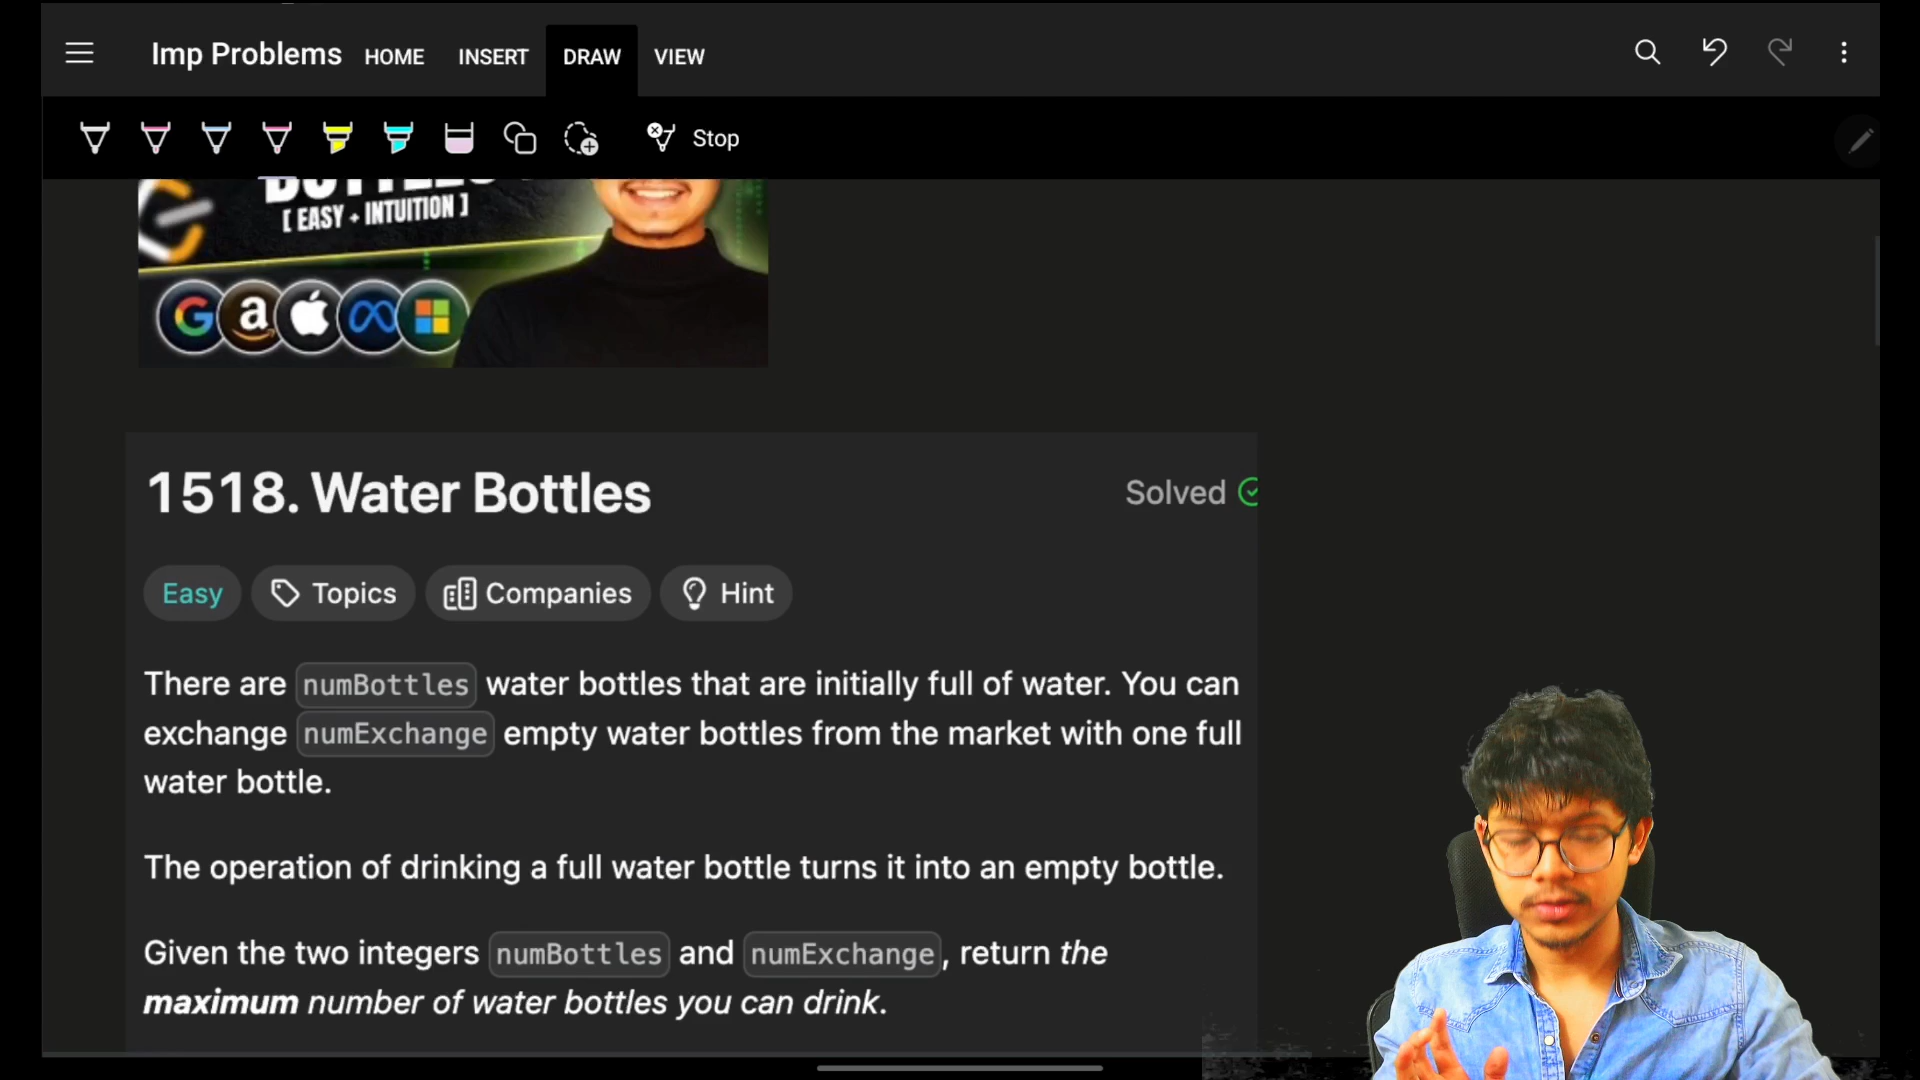 Imp Problems HOME INSERT DRAW VIEW
Stop
[ EASY + INTUITION ]
1518. Water Bottles
Solved
Easy Topics Companies Hint
There are numBottles water bottles that are initially full of water. You can
exchange numExchange empty water bottles from the market with one full
water bottle.
The operation of drinking a full water bottle turns it into an empty bottle.
Given the two integers numBottles and numExchange, return the
maximum number of water bottles you can drink.